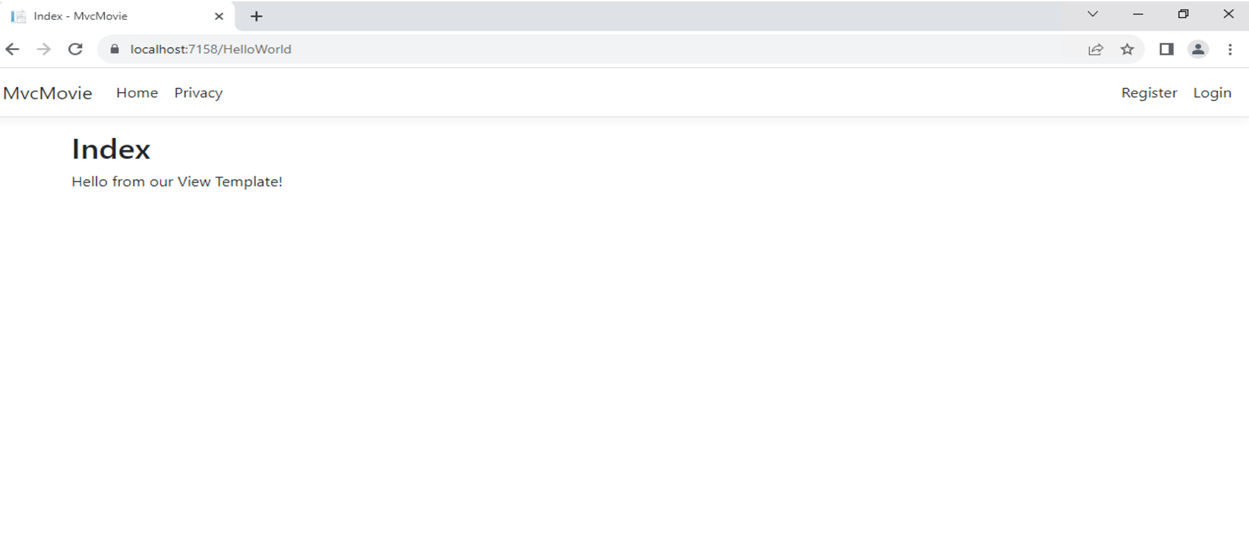 Index - MvcMovie
localhost:7158/HelloWorld
MvcMovie Home Privacy Register Login
Index
Hello from our View Template!